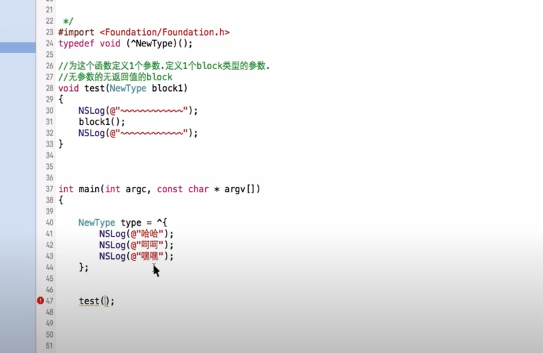 21
22 */
23 #import <Foundation/Foundation.h>
24 typedef void (^NewType)();
25
26 //为这个函数定义1个参数.定义1个block类型的参数.
27 //无参数的无返回值的block
28 void test(NewType block1)
29 {
30 NSLog(@"~~~~~~~~~~~~");
31 block1();
32 NSLog(@"~~~~~~~~~~~~");
33 }
34
35
36
37 int main(int argc, const char * argv[])
38 {
39
40 NewType type = ^{
41 NSLog(@"哈哈");
42 NSLog(@"呵呵");
43 NSLog(@"嘿嘿");
44 };
45
46
47 test();
48
49
50
51